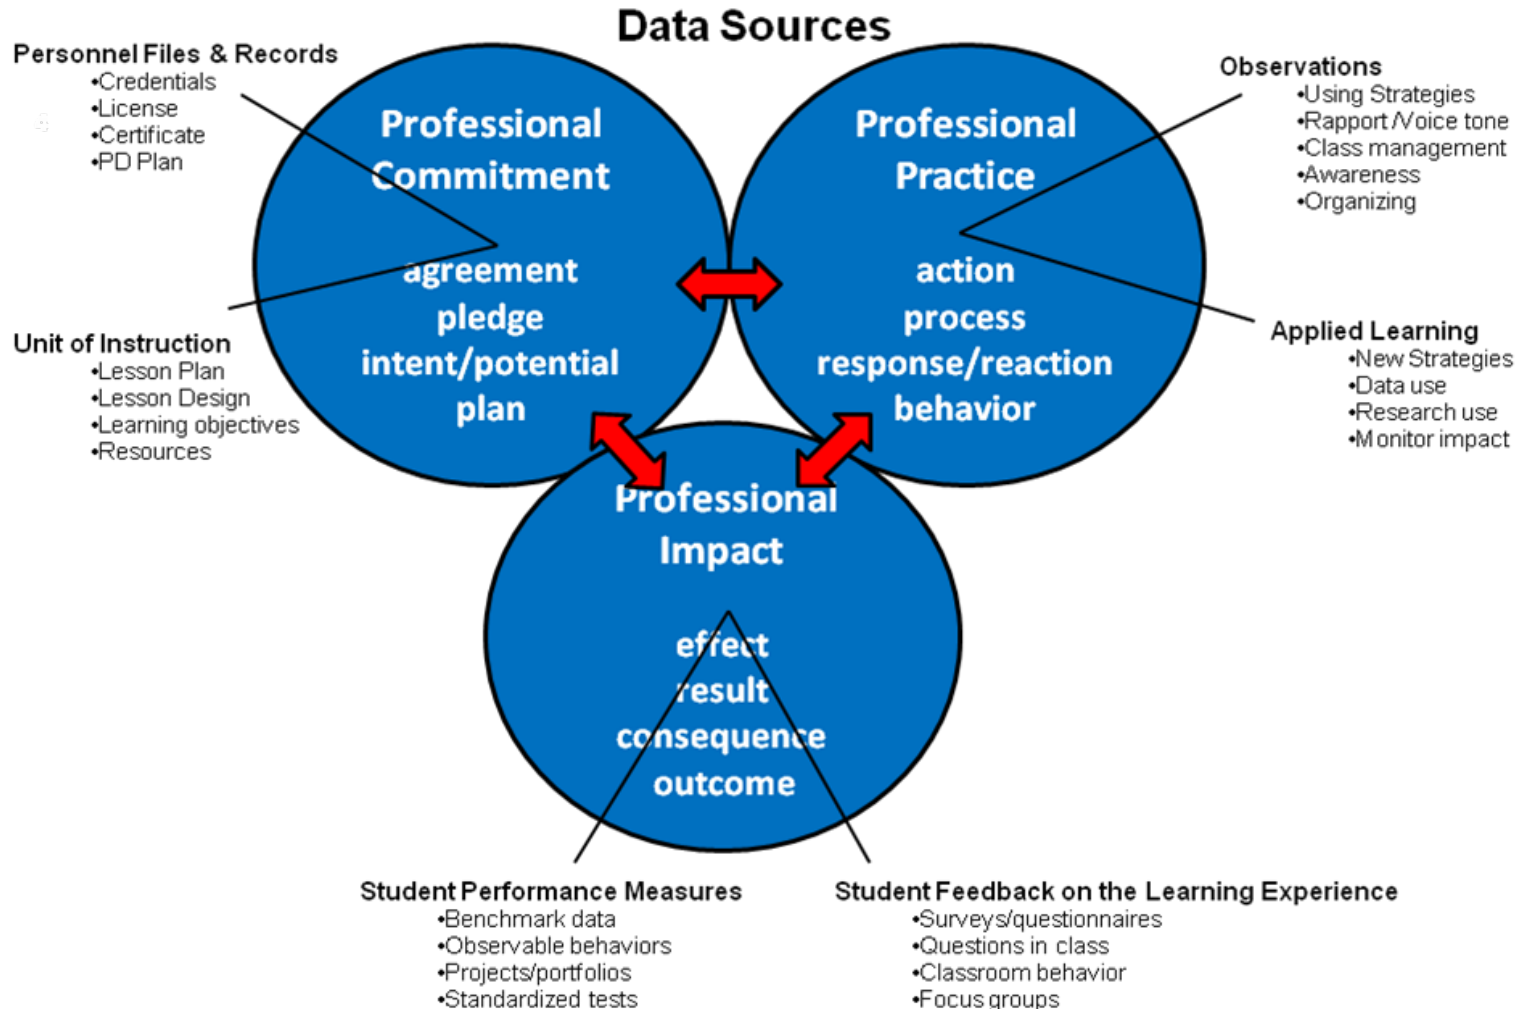 Data Sources
Personnel Files & Records
•Credentials
•License
•Certificate
•PD Plan
Unit of Instruction
•Lesson Plan
•Lesson Design
•Learning objectives
•Resources
Professional
Commitment
agreement
pledge
intent/potential
plan
Professional
Practice
action
process
response/reaction
behavior
Observations
•Using Strategies
•Rapport/Voice tone
•Class management
•Awareness
•Organizing
Applied Learning
•New Strategies
•Data use
•Research use
•Monitor impact
Professional
Impact
effect
result
consequence
outcome
Student Performance Measures
•Benchmark data
•Observable behaviors
•Projects/portfolios
•Standardized tests
Student Feedback on the Learning Experience
•Surveys/questionnaires
•Questions in class
•Classroom behavior
•Focus groups